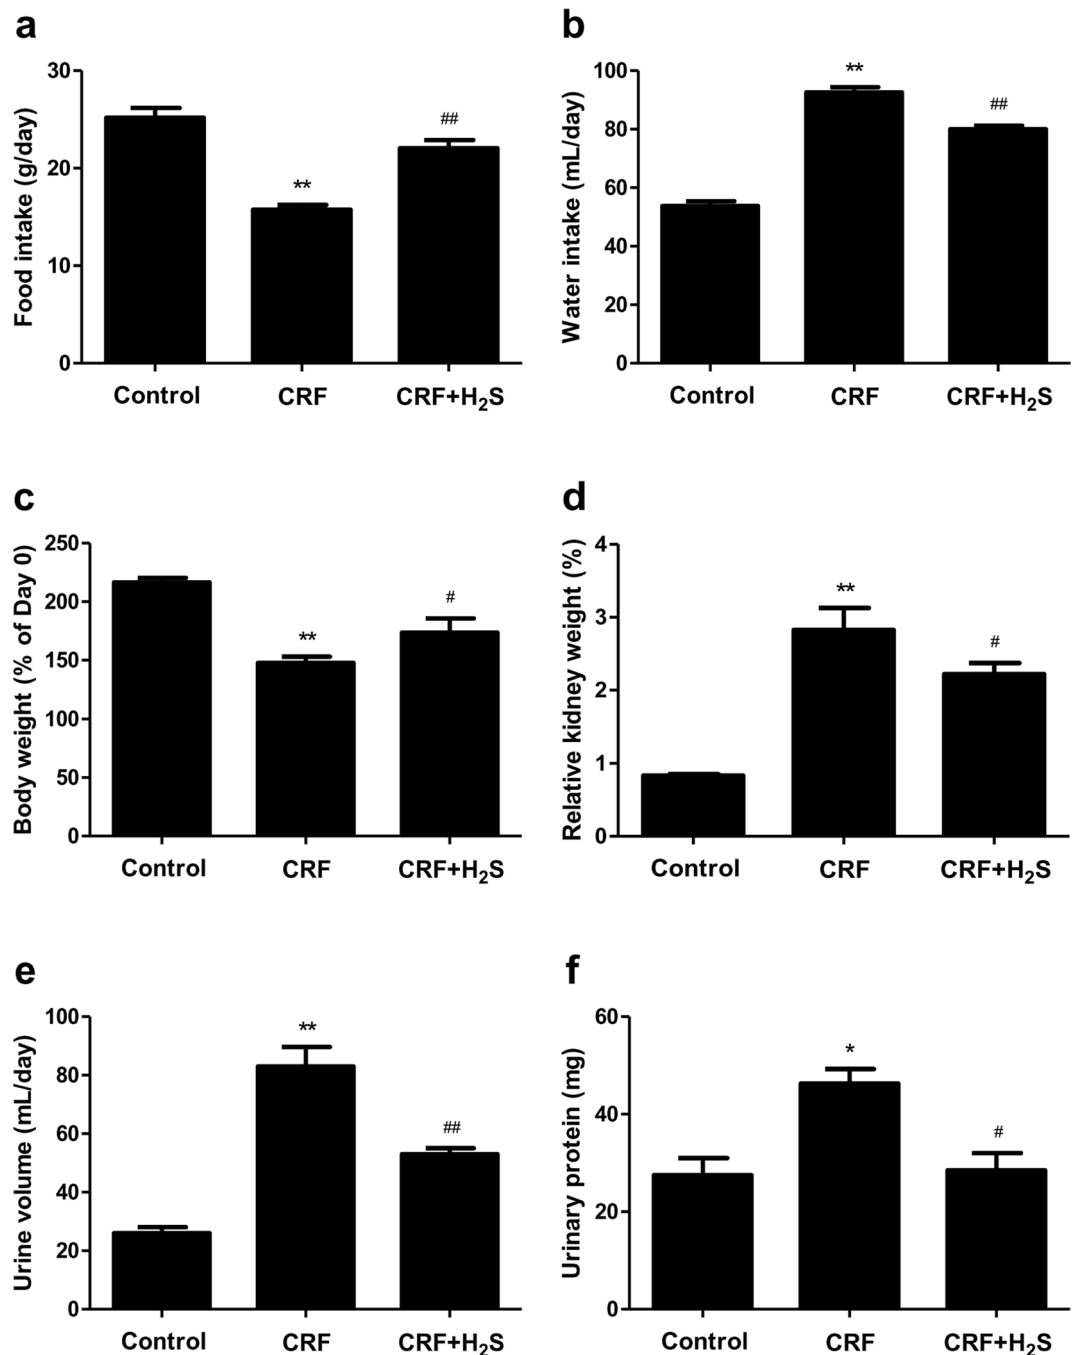 a
Food intake (g/day)
30
20
10
0
**
##
Control CRF CRF+H₂S
b
Water intake (mL/day)
100
80
60
40
20
0
**
##
Control CRF CRF+H₂S
c
Body weight (% of Day 0)
250
200
150
100
50
0
**
#
Control CRF CRF+H₂S
d
Relative kidney weight (%)
4
3
2
1
0
**
#
Control CRF CRF+H₂S
e
Urine volume (mL/day)
100
80
60
40
20
0
**
##
Control CRF CRF+H₂S
f
Urinary protein (mg)
60
40
20
0
*
#
Control CRF CRF+H₂S